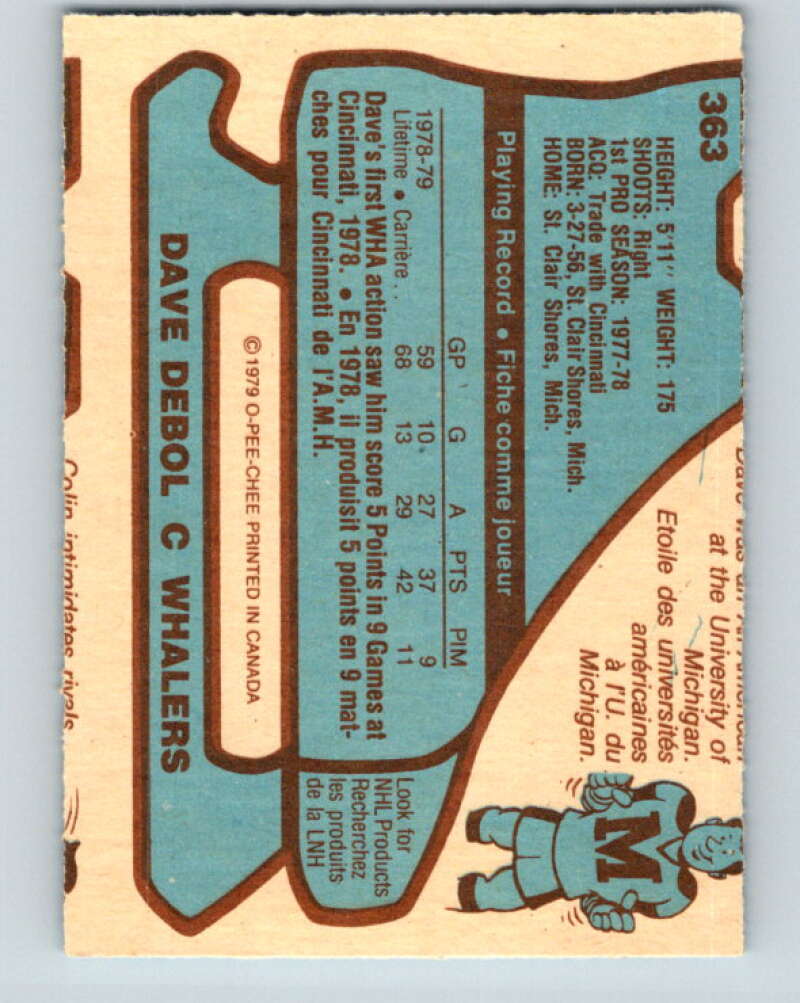 363
HEIGHT: 5'11" WEIGHT: 175
SHOOTS: Right
1st PRO SEASON: 1977-78
ACQ: Trade with Cincinnati
BORN: 3-27-56, St. Clair Shores, Mich.
HOME: St. Clair Shores, Mich.
at the University of
Michigan.
Etoile des universités
américaines
à l'U. du
Michigan.
M
Playing Record • Fiche comme joueur
GP G A PTS PIM
1978-79 59 10 27 37 9
Lifetime • Carrière . . 68 13 29 42 11
Dave's first WHA action saw him score 5 Points in 9 Games at
Cincinnati, 1978. • En 1978, il produisit 5 points en 9 mat-
ches pour Cincinnati de l'A.M.H.
Look for
NHL Products
Recherchez
les produits
de la LNH
©1979 O-PEE-CHEE PRINTED IN CANADA
DAVE DEBOL C WHALERS
Colin intimidates rivals